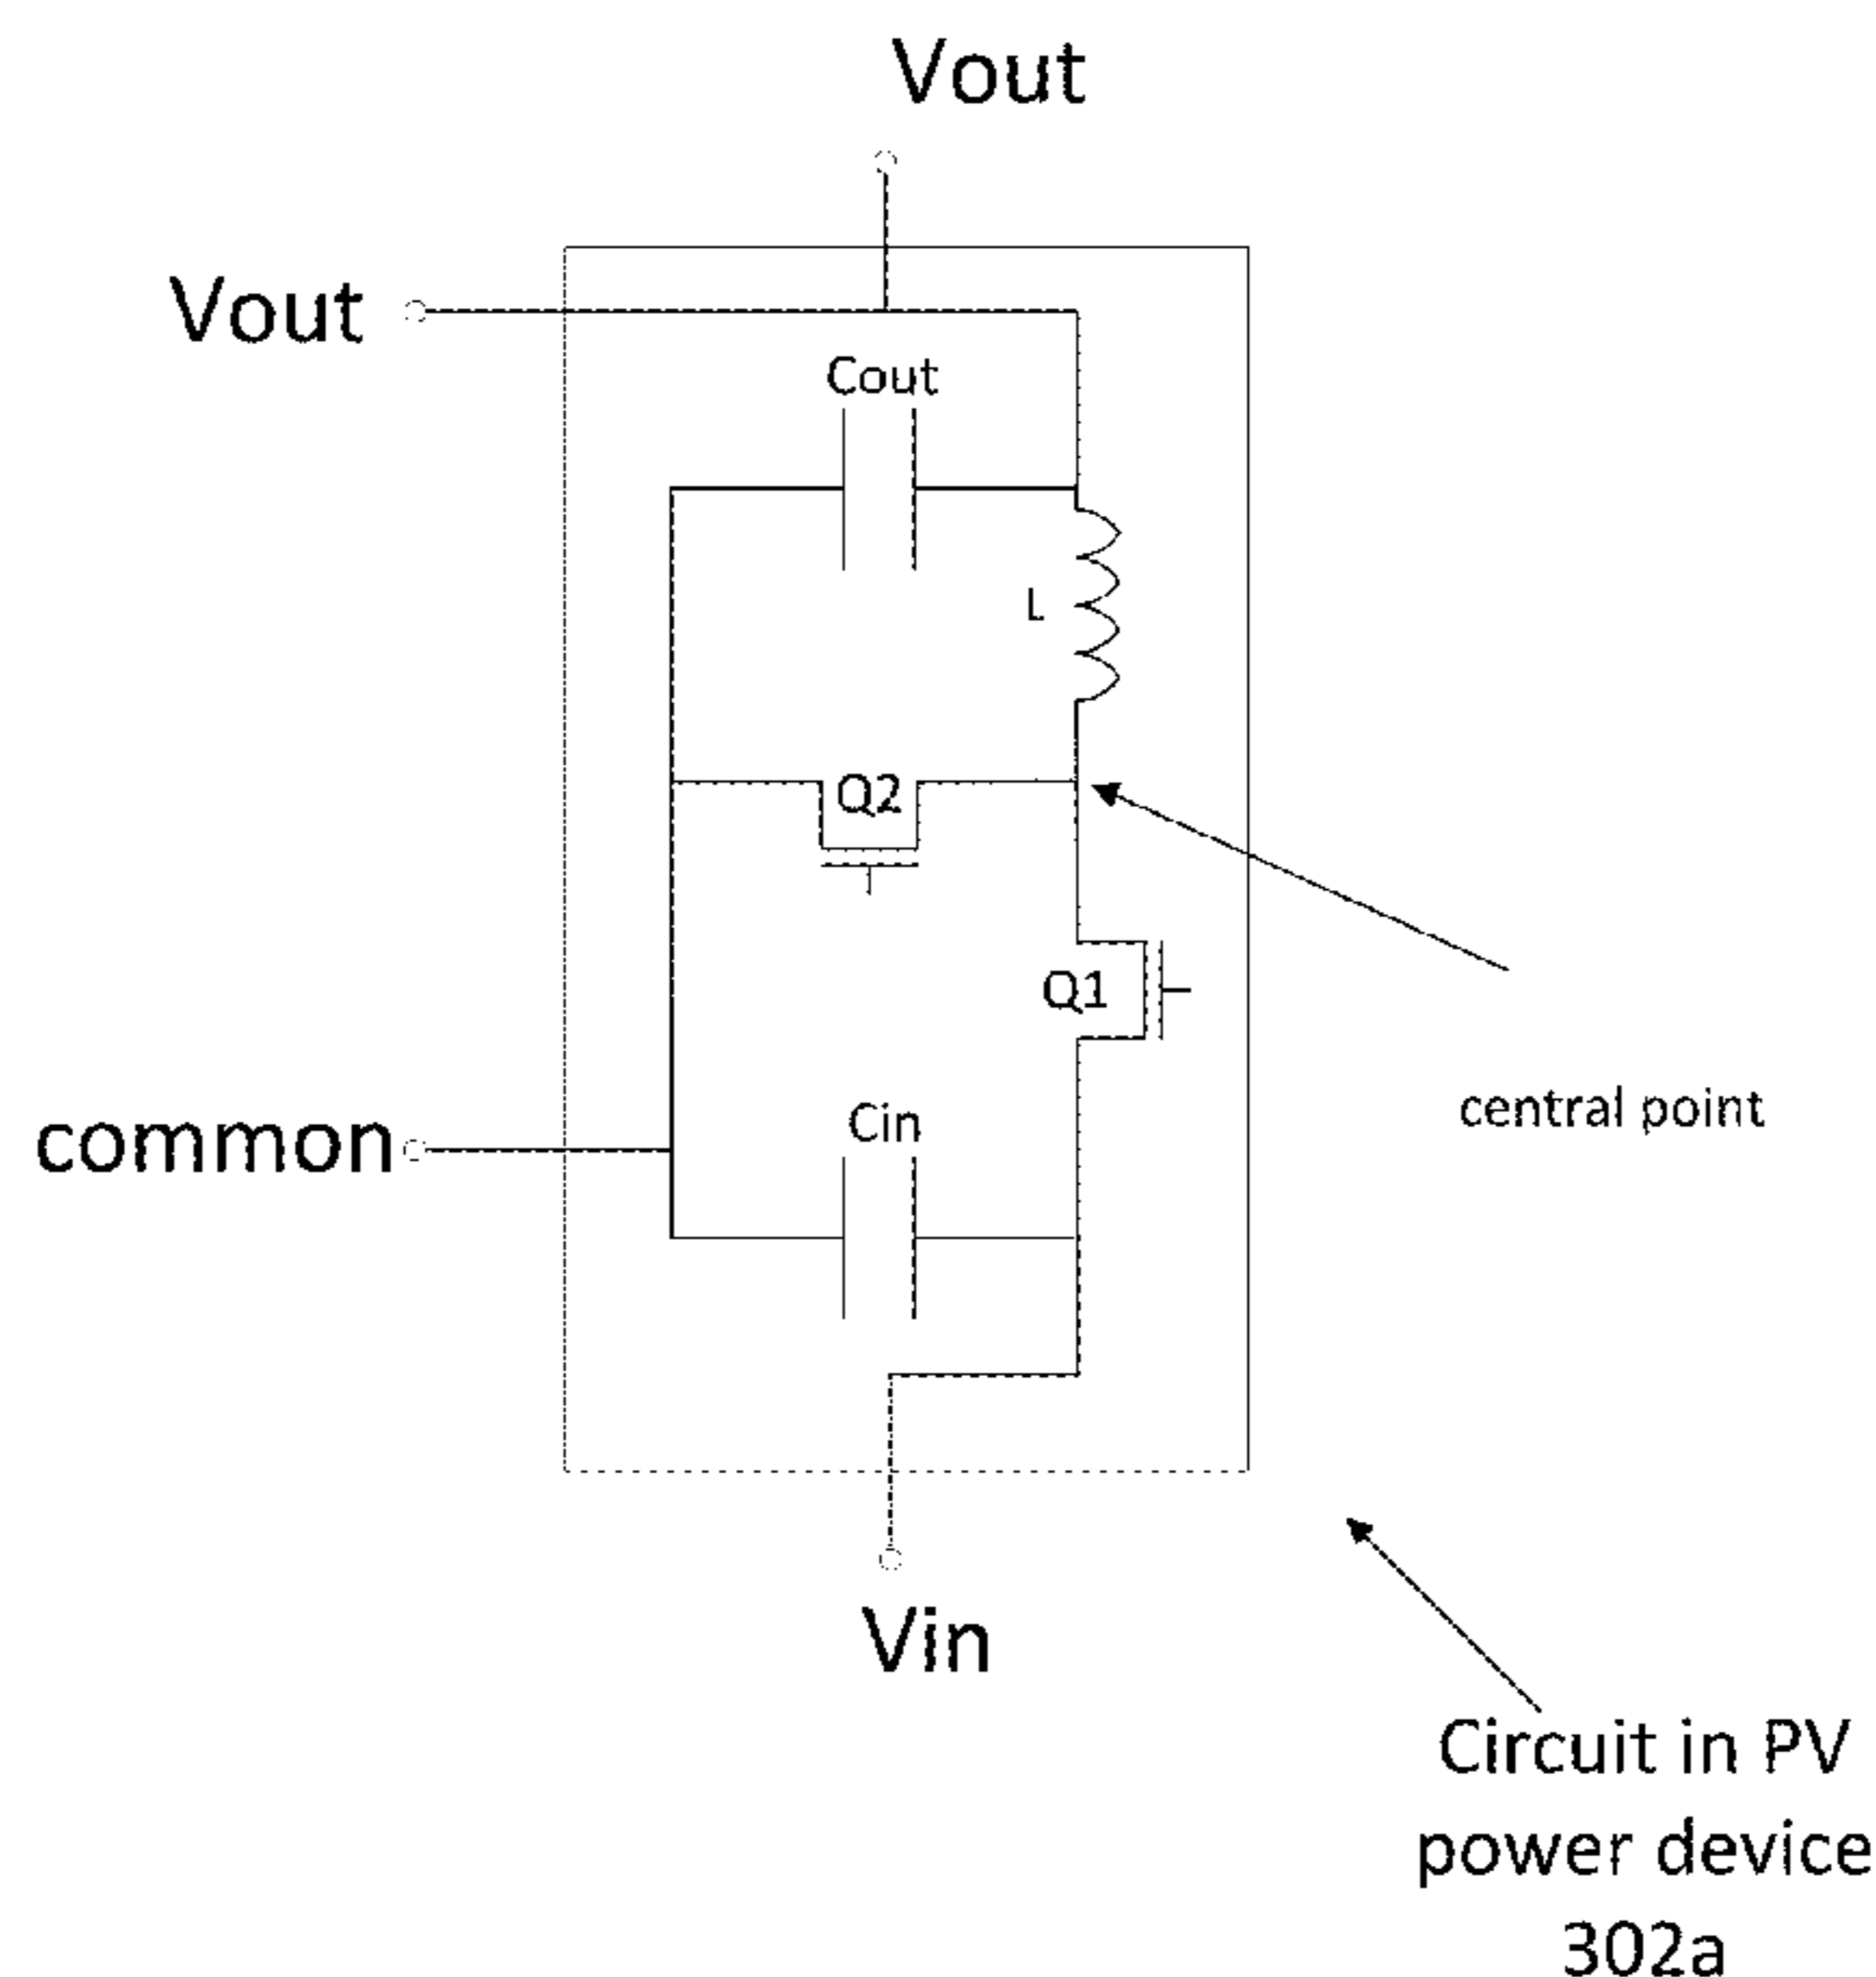 Vout
Vout
Cout
L
Q2
Q1
central point
Cin
common
Vin
Circuit in PV
power device
302a